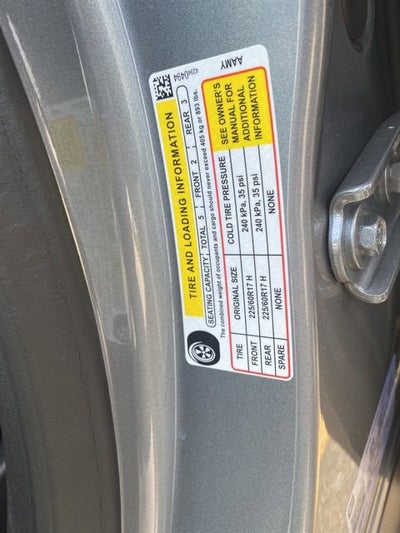 42N0494
AAMY
TIRE AND LOADING INFORMATION
SEATING CAPACITY TOTAL 5 FRONT 2 REAR 3
The combined weight of occupants and cargo should never exceed 405 kg or 893 lbs.
TIRE ORIGINAL SIZE COLD TIRE PRESSURE
FRONT 225/60R17 H 240 kPa, 35 psi
REAR 225/60R17 H 240 kPa, 35 psi
SPARE NONE NONE
SEE OWNER'S
MANUAL FOR
ADDITIONAL
INFORMATION